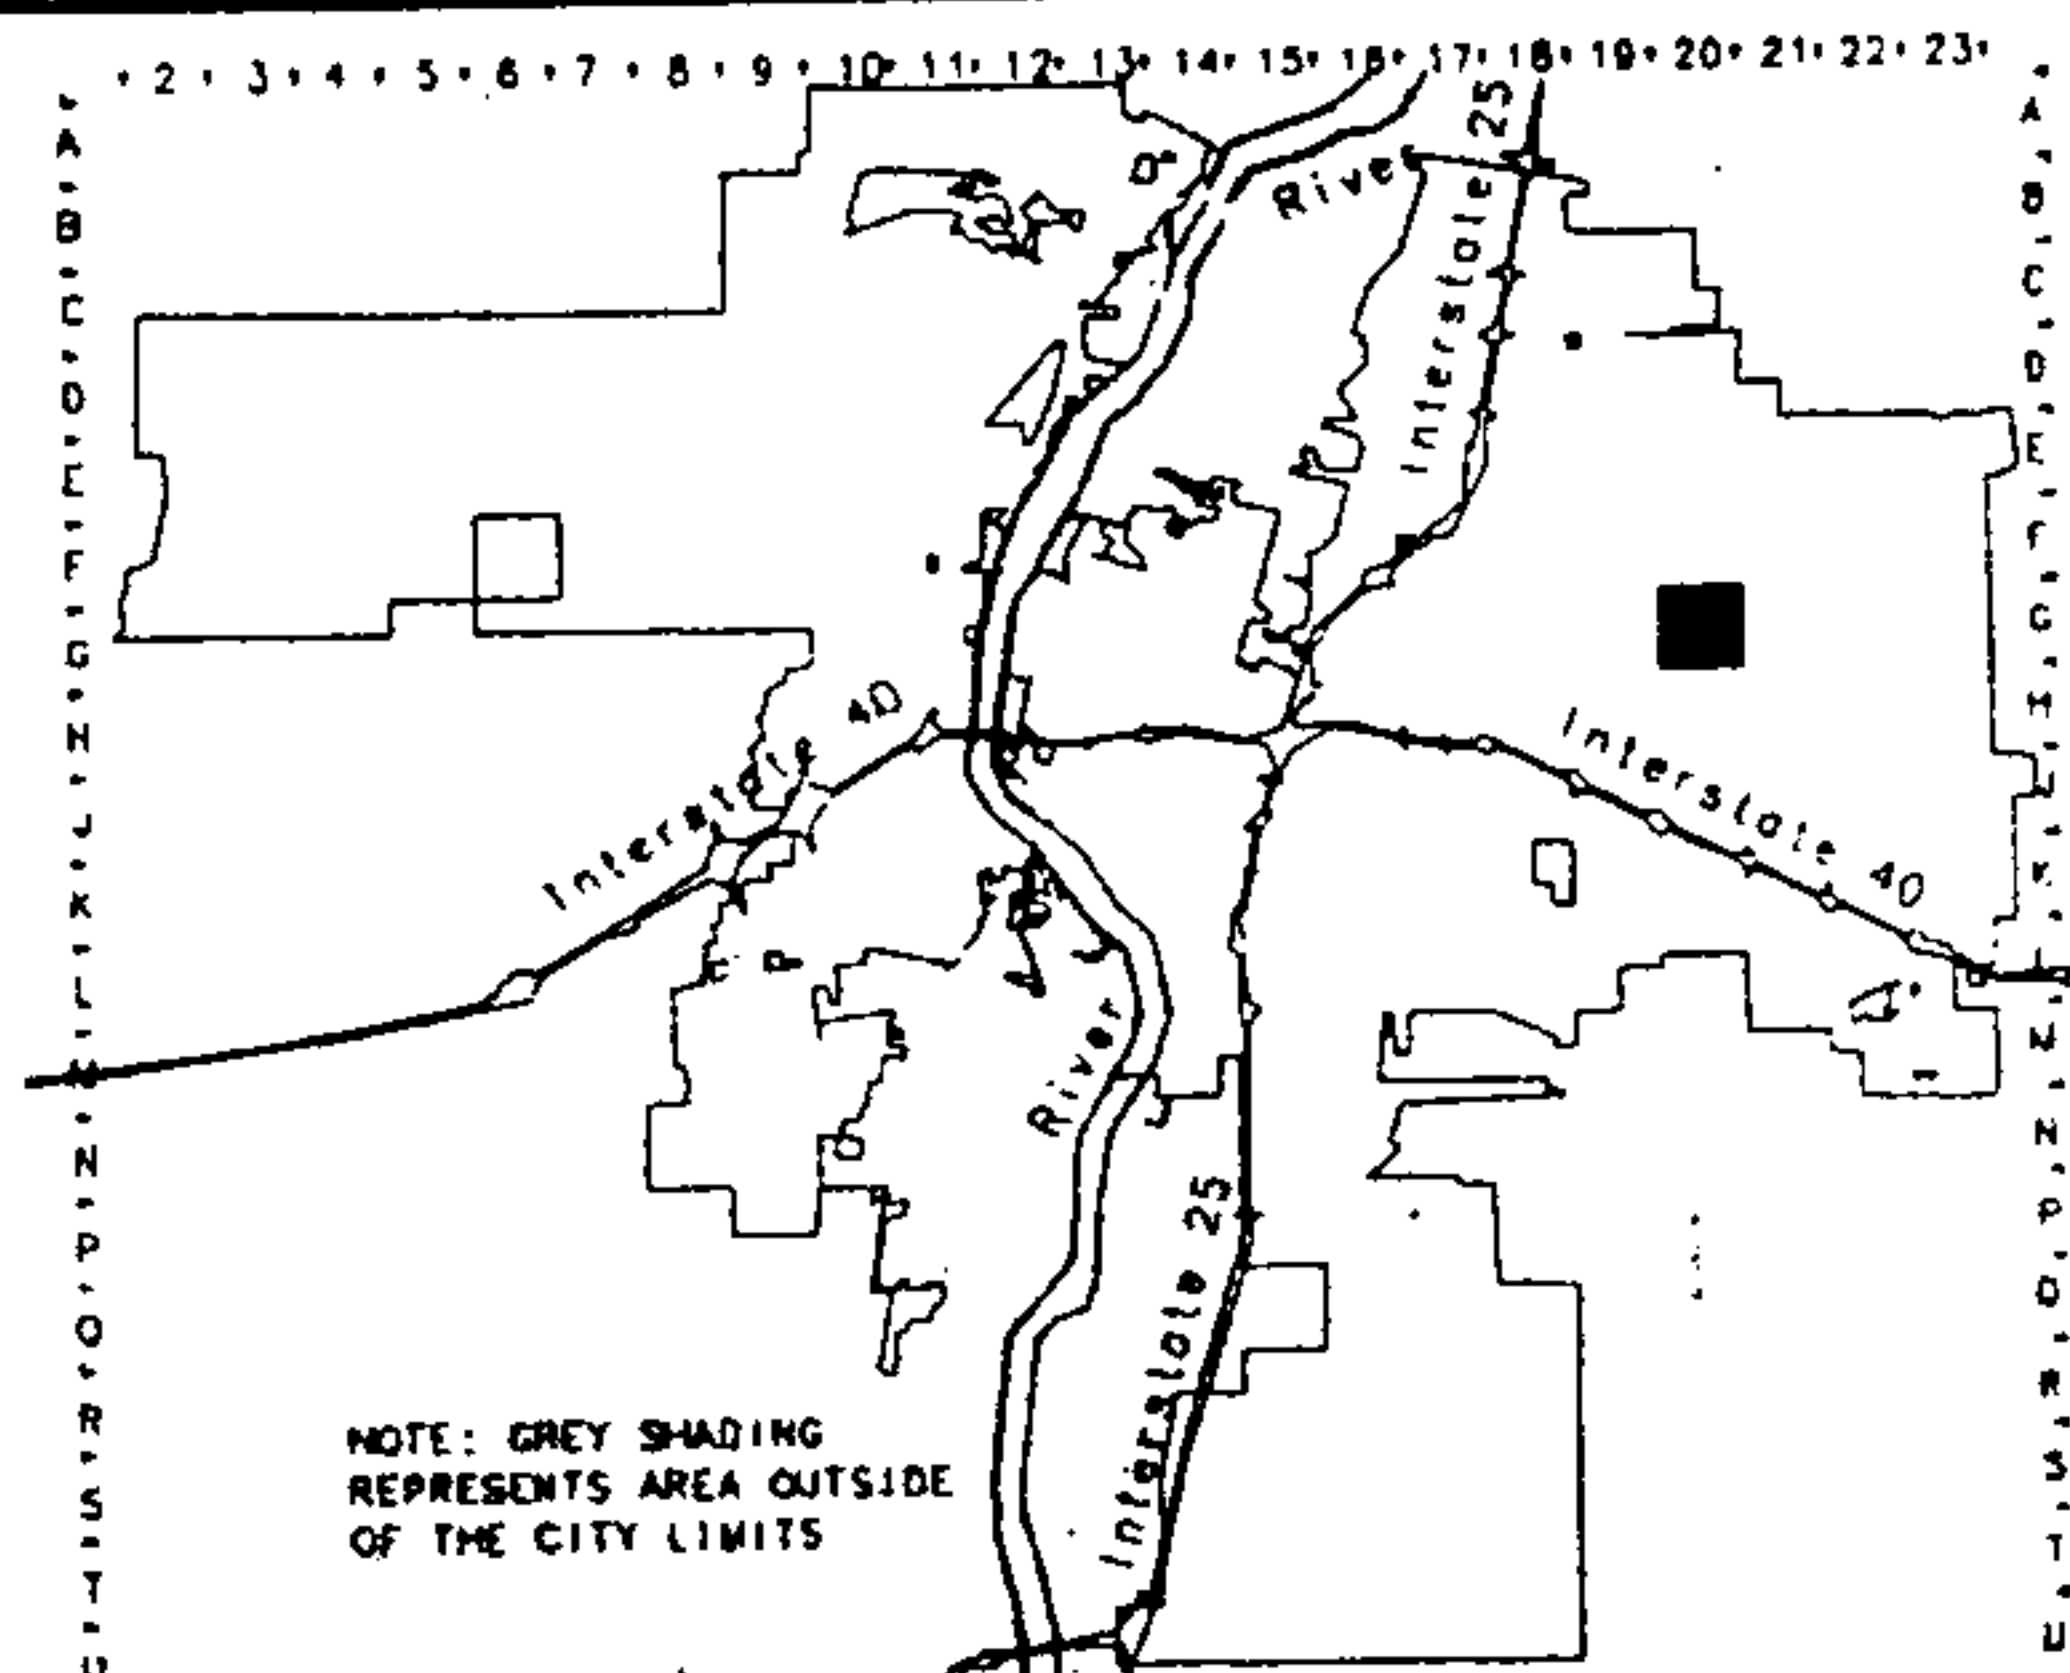 2 3 4 5 6 7 8 9 10 11 12 13 14 15 16 17 18 19 20 21 22 23
A
B
C
D
E
F
G
H
J
K
L
M
N
P
Q
R
S
T
U
A
B
C
D
E
F
G
H
J
K
L
M
N
P
Q
R
S
T
U
River
Interstate 25
Interstate 40
Interstate 40
River
Interstate 25
NOTE: GREY SHADING
REPRESENTS AREA OUTSIDE
OF THE CITY LIMITS